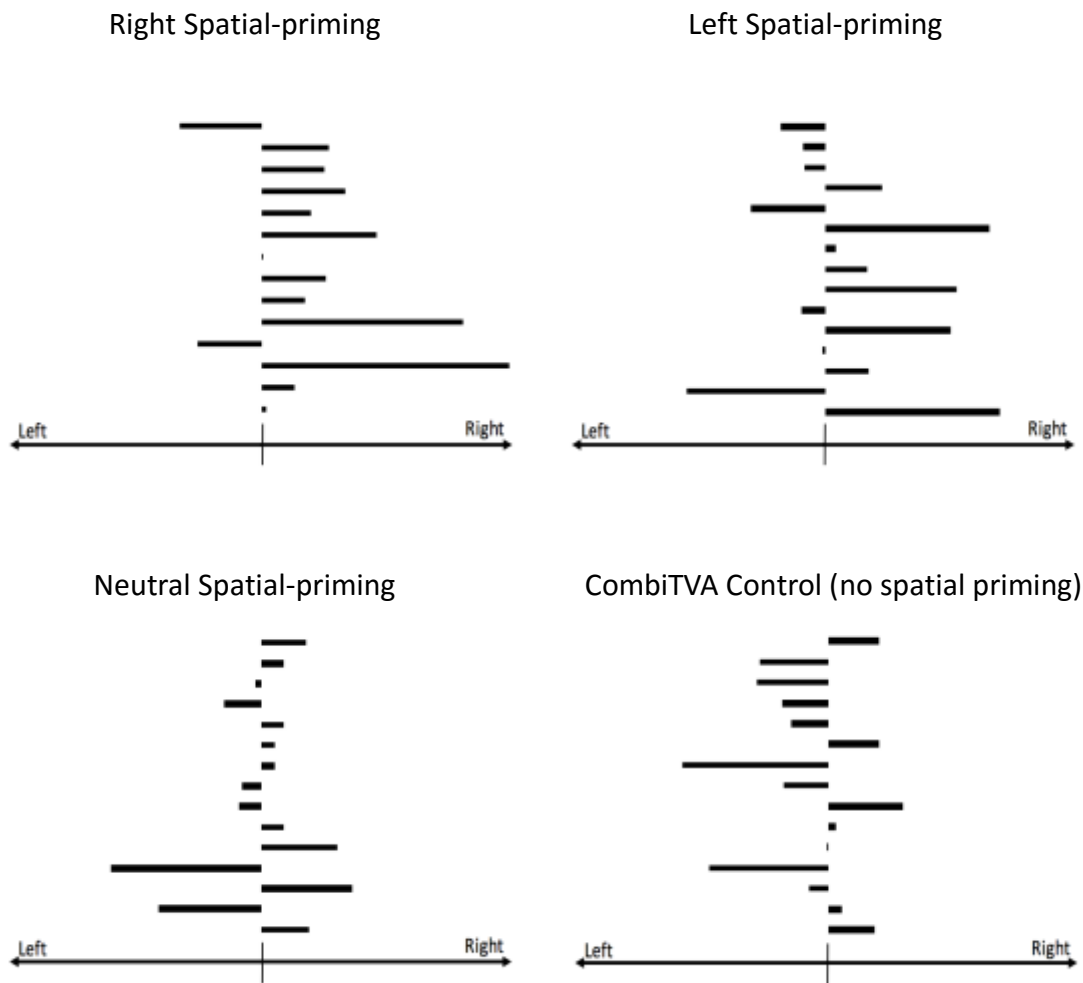 Right Spatial-priming
Left Spatial-priming
Left Right
Left Right
Neutral Spatial-priming
CombiTVA Control (no spatial priming)
Left Right
Left Right